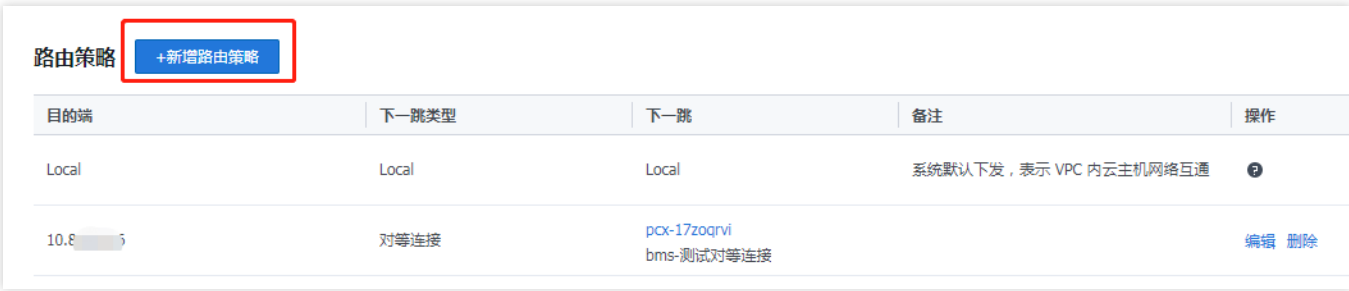 路由策略 +新增路由策略
目的端 下一跳类型 下一跳 备注 操作
Local Local Local 系统默认下发，表示 VPC 内云主机网络互通
10.8 对等连接 pcx-17zoqrvi 编辑 删除
bms-测试对等连接